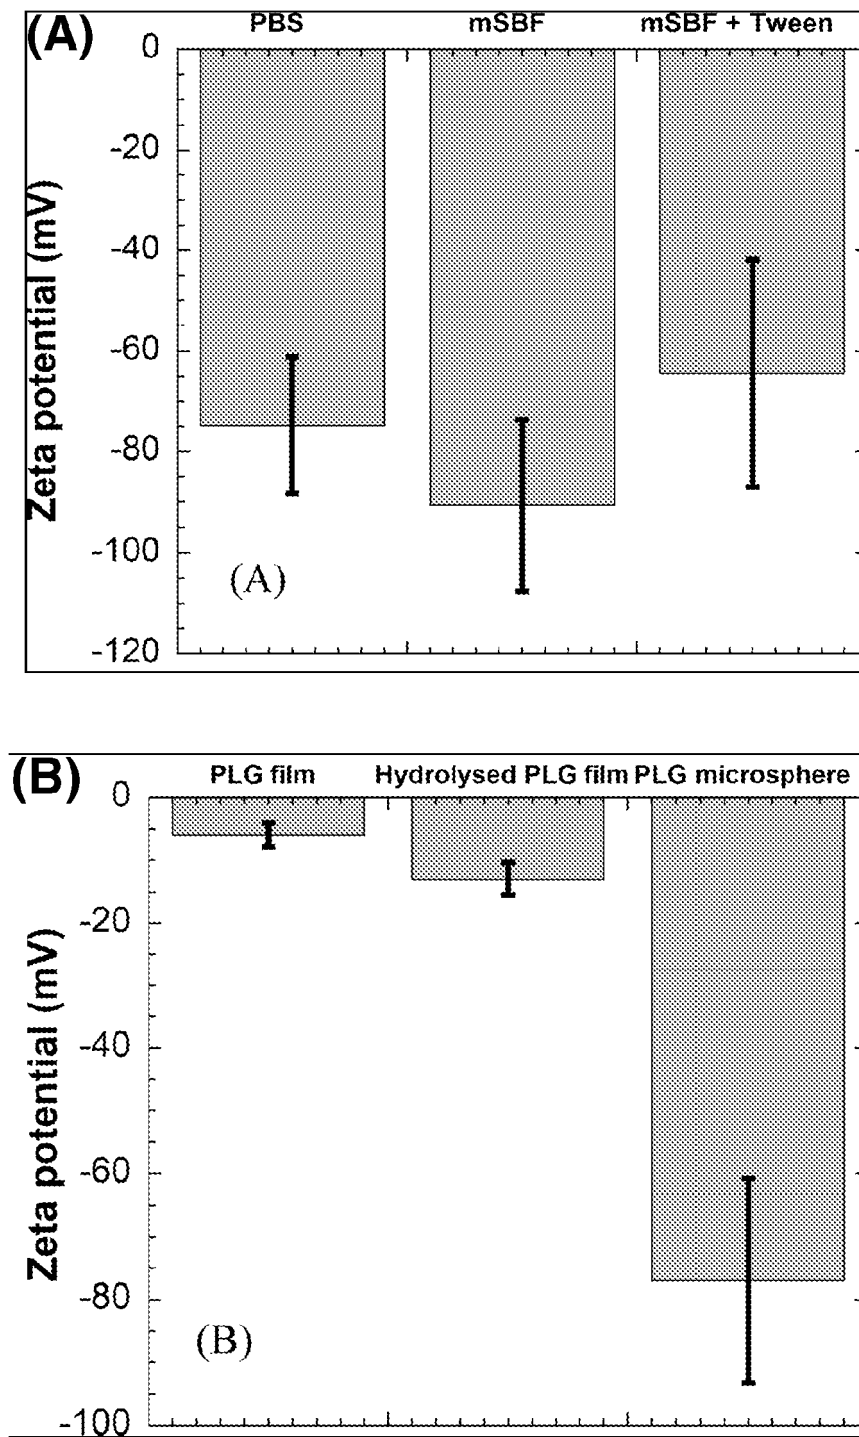 (A)
PBS mSBF mSBF + Tween
0
-20
-40
-60
-80
-100
-120
Zeta potential (mV)
(A)
(B)
PLG film Hydrolysed PLG film PLG microsphere
0
-20
-40
-60
-80
-100
Zeta potential (mV)
(B)